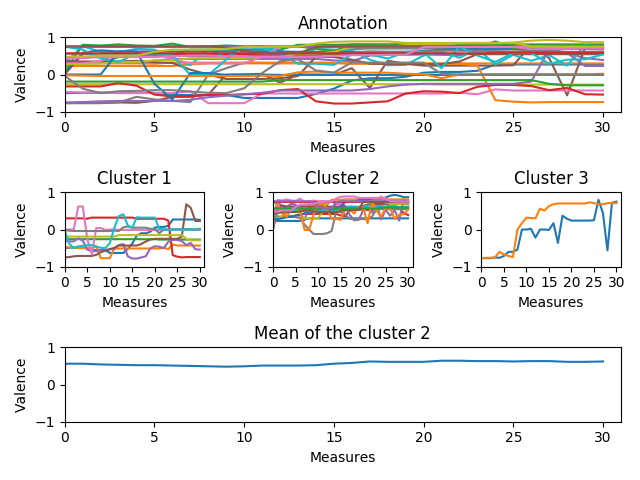 Annotation
Valence
1
0
−1
0 5 10 15 20 25 30
Measures
Cluster 1 Cluster 2 Cluster 3
Valence Valence Valence
1 1 1
0 0 0
−1 −1 −1
0 5 10 15 20 25 30 0 5 10 15 20 25 30 0 5 10 15 20 25 30
Measures Measures Measures
Mean of the cluster 2
Valence
1
0
−1
0 5 10 15 20 25 30
Measures